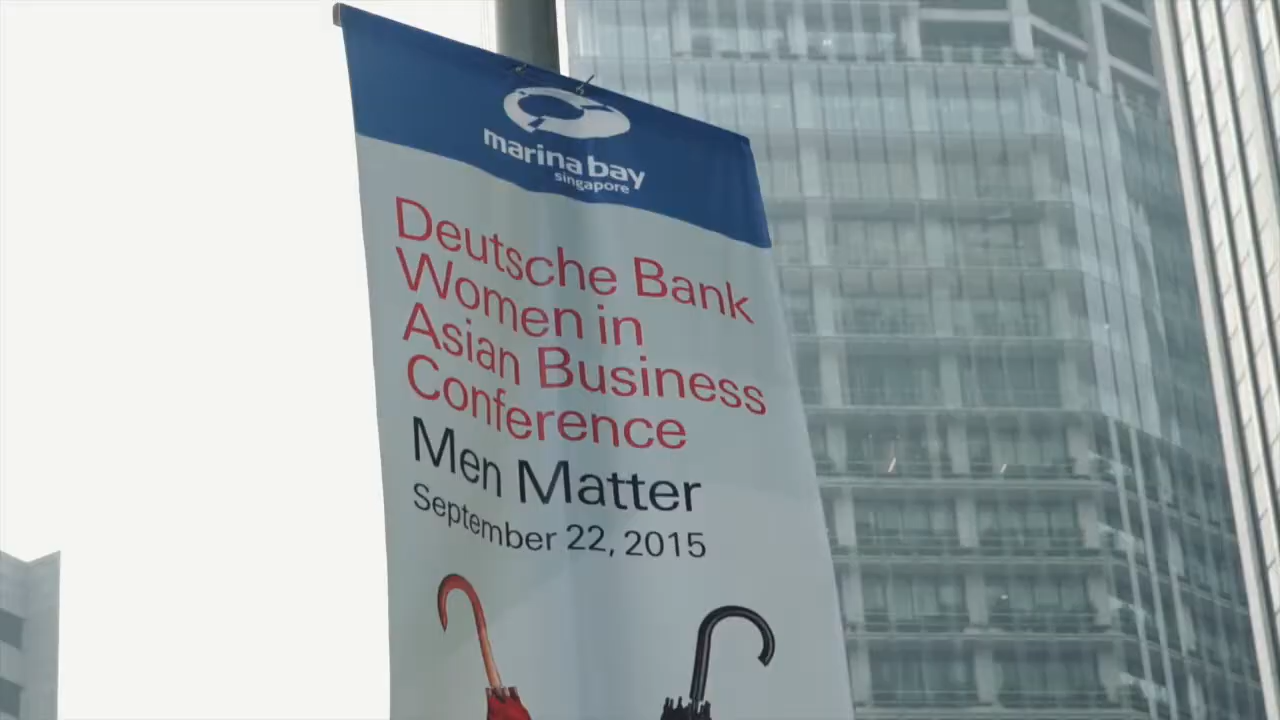 marina bay
singapore
Deutsche Bank
Women in
Asian Business
Conference
Men Matter
September 22, 2015